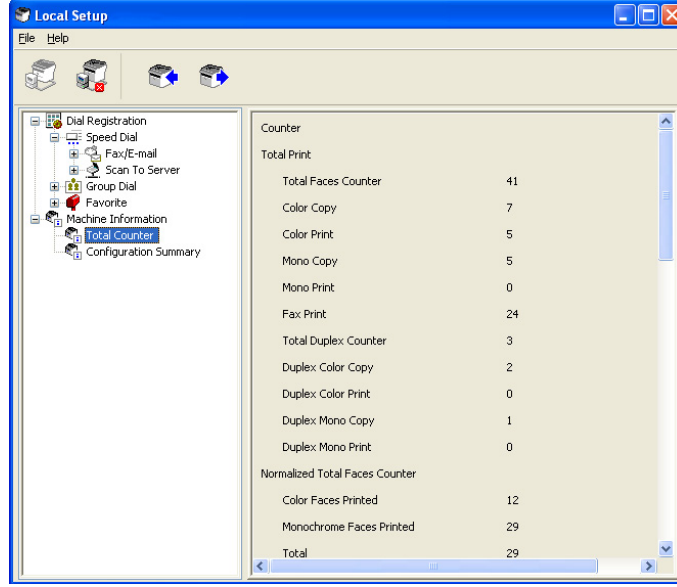 Local Setup
File Help
Dial Registration
Speed Dial
Fax/E-mail
Scan To Server
Group Dial
Favorite
Machine Information
Total Counter
Configuration Summary
Counter
Total Print
Total Faces Counter 41
Color Copy 7
Color Print 5
Mono Copy 5
Mono Print 0
Fax Print 24
Total Duplex Counter 3
Duplex Color Copy 2
Duplex Color Print 0
Duplex Mono Copy 1
Duplex Mono Print 0
Normalized Total Faces Counter
Color Faces Printed 12
Monochrome Faces Printed 29
Total 29